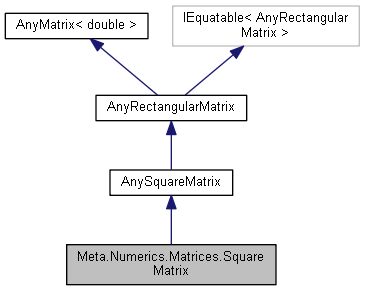 AnyMatrix< double >
IEquatable< AnyRectangular
Matrix >
AnyRectangularMatrix
AnySquareMatrix
Meta.Numerics.Matrices.Square
Matrix